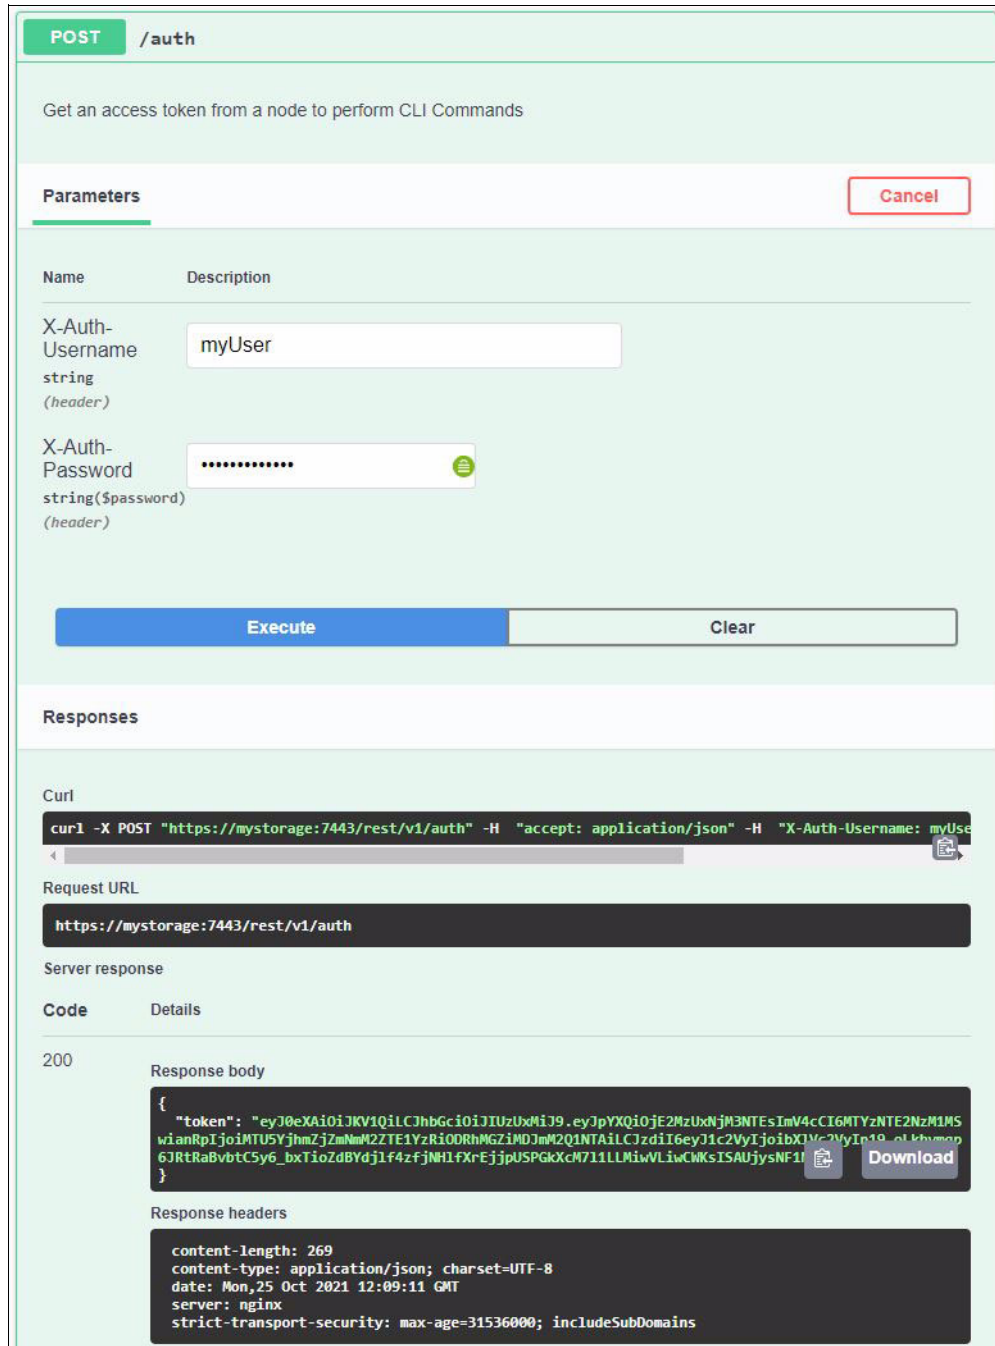 POST /auth
Get an access token from a node to perform CLI Commands
Parameters
Cancel
Name Description
X-Auth-
Username
string
(header)
myUser
X-Auth-
Password
string($password)
(header)
•••••••••••••
Execute
Clear
Responses
Curl
curl -X POST "https://mystorage:7443/rest/v1/auth" -H "accept: application/json" -H "X-Auth-Username: myUse
Request URL
https://mystorage:7443/rest/v1/auth
Server response
Code Details
200
Response body
{
"token": "eyJ0eXAiOiJKV1QiLCJhbGciOiJIUzUxMiJ9.eyJpYXQiOjE2MzUxNjM3NTEsImV4cCI6MTYzNTE2NzM1MS
}
Download
Response headers
content-length: 269
content-type: application/json; charset=UTF-8
date: Mon,25 Oct 2021 12:09:11 GMT
server: nginx
strict-transport-security: max-age=31536000; includeSubDomains